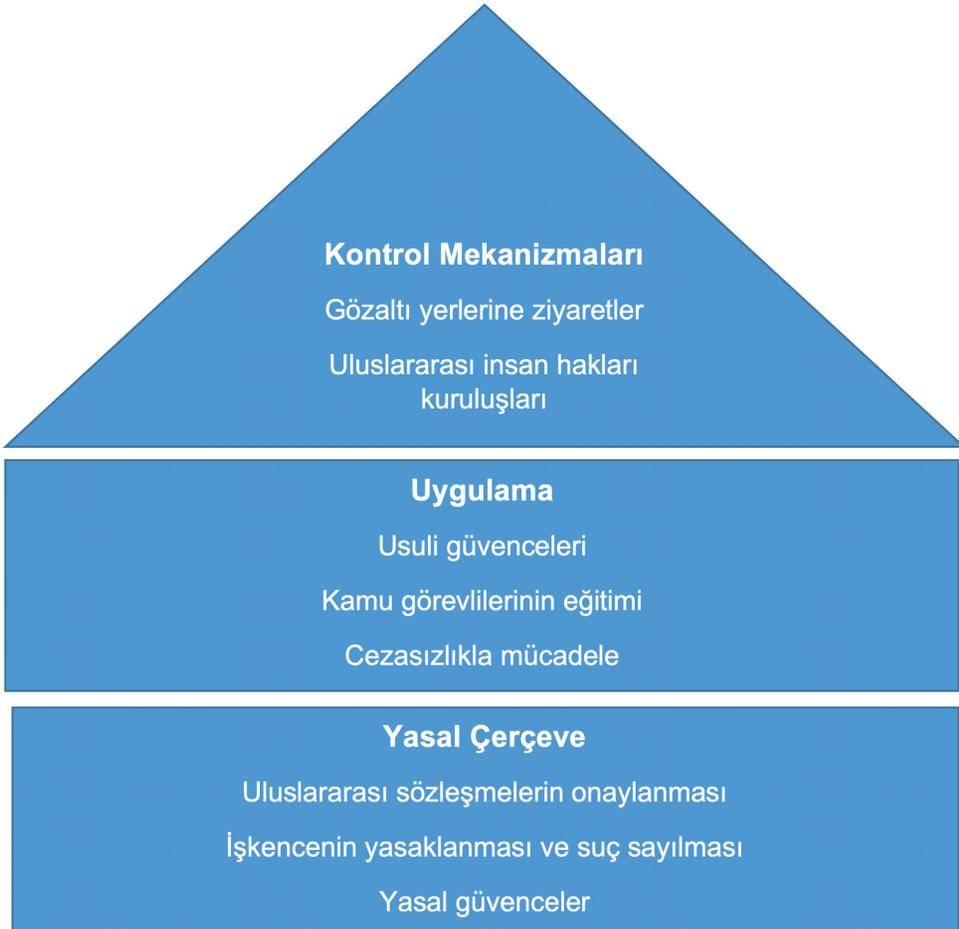 Kontrol Mekanizmaları
Gözaltı yerlerine ziyaretler
Uluslararası insan hakları
kuruluşları
Uygulama
Usuli güvenceleri
Kamu görevlilerinin eğitimi
Cezasızlıkla mücadele
Yasal Çerçeve
Uluslararası sözleşmelerin onaylanması
İşkencenin yasaklanması ve suç sayılması
Yasal güvenceler